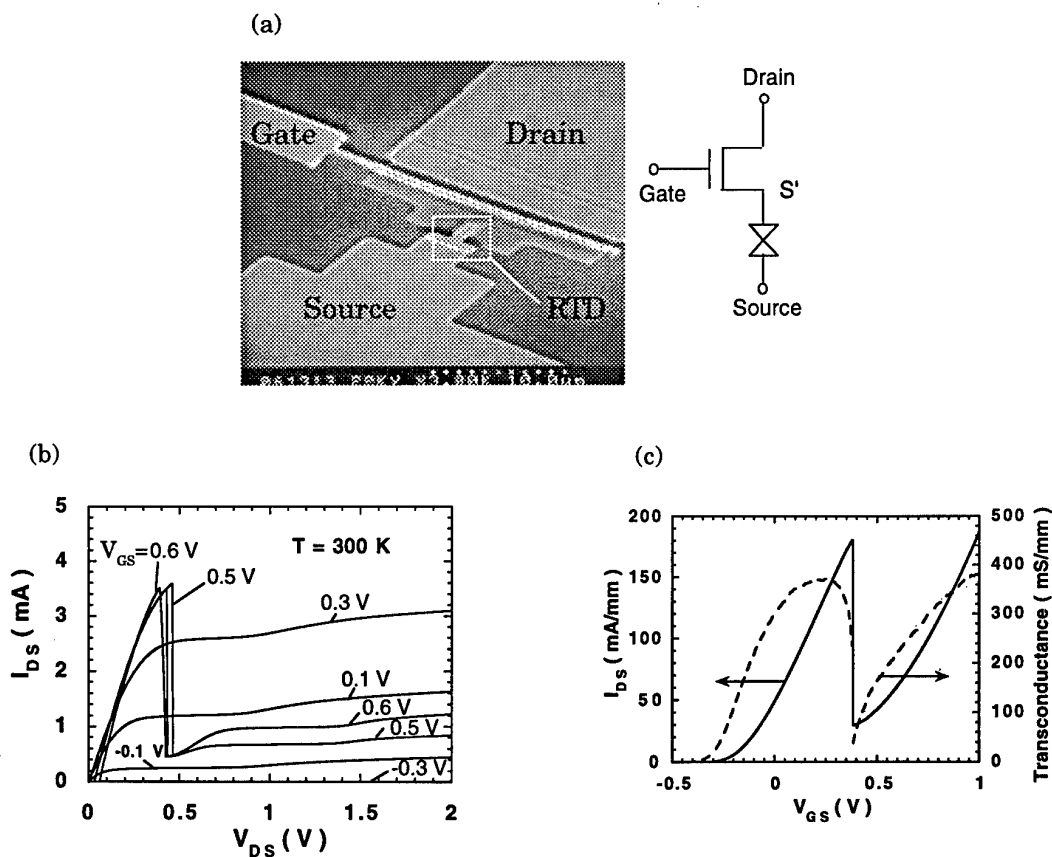 (a)
Gate
Drain
Source
RTD
Drain
Gate
S'
Source
(b)
5
4
3
2
1
0
I_DS (mA)
V_GS=0.6 V
T = 300 K
0.5 V
0.3 V
0.1 V
0.6 V
0.5 V
-0.1 V
-0.3 V
0 0.5 1 1.5 2
V_DS (V)
(c)
200
150
100
50
0
I_DS (mA/mm)
500
400
300
200
100
0
Transconductance (mS/mm)
-0.5 0 0.5 1
V_GS (V)